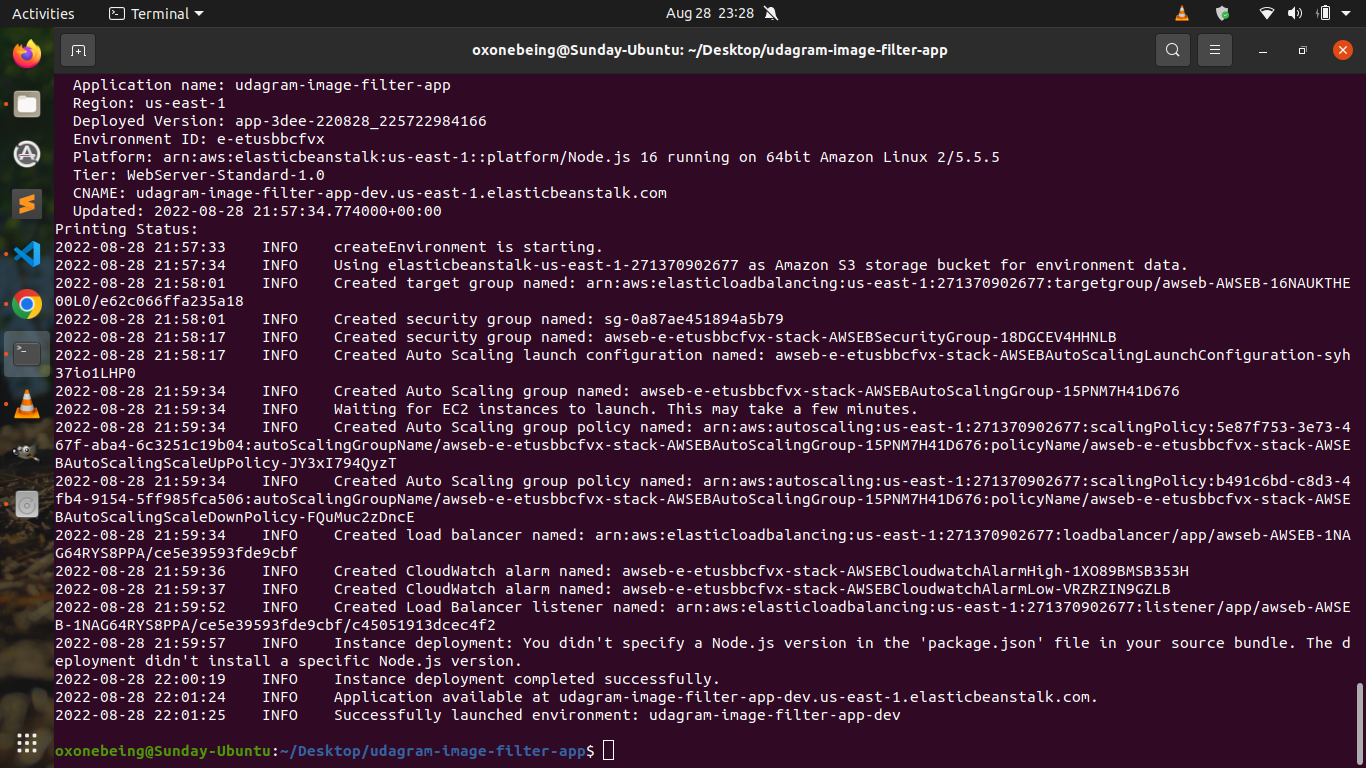 Activities
Terminal
Aug 28 23:28
oxonebeing@Sunday-Ubuntu: ~/Desktop/udagram-image-filter-app
Application name: udagram-image-filter-app
Region: us-east-1
Deployed Version: app-3dee-220828_225722984166
Environment ID: e-etusbbcfvx
Platform: arn:aws:elasticbeanstalk:us-east-1::platform/Node.js 16 running on 64bit Amazon Linux 2/5.5.5
Tier: WebServer-Standard-1.0
CNAME: udagram-image-filter-app-dev.us-east-1.elasticbeanstalk.com
Updated: 2022-08-28 21:57:34.774000+00:00
Printing Status:
2022-08-28 21:57:33    INFO    createEnvironment is starting.
2022-08-28 21:57:34    INFO    Using elasticbeanstalk-us-east-1-271370902677 as Amazon S3 storage bucket for environment data.
2022-08-28 21:58:01    INFO    Created target group named: arn:aws:elasticloadbalancing:us-east-1:271370902677:targetgroup/awseb-AWSEB-16NAUKTHE
00L0/e62c066ffa235a18
2022-08-28 21:58:01    INFO    Created security group named: sg-0a87ae451894a5b79
2022-08-28 21:58:17    INFO    Created security group named: awseb-e-etusbbcfvx-stack-AWSEBSecurityGroup-18DGCEV4HHNLB
2022-08-28 21:58:17    INFO    Created Auto Scaling launch configuration named: awseb-e-etusbbcfvx-stack-AWSEBAutoScalingLaunchConfiguration-syh
37io1LHP0
2022-08-28 21:59:34    INFO    Created Auto Scaling group named: awseb-e-etusbbcfvx-stack-AWSEBAutoScalingGroup-15PNM7H41D676
2022-08-28 21:59:34    INFO    Waiting for EC2 instances to launch. This may take a few minutes.
2022-08-28 21:59:34    INFO    Created Auto Scaling group policy named: arn:aws:autoscaling:us-east-1:271370902677:scalingPolicy:5e87f753-3e73-4
67f-aba4-6c3251c19b04:autoScalingGroupName/awseb-e-etusbbcfvx-stack-AWSEBAutoScalingGroup-15PNM7H41D676:policyName/awseb-e-etusbbcfvx-stack-AWSE
BAutoScalingScaleUpPolicy-JY3xI794QyzT
2022-08-28 21:59:34    INFO    Created Auto Scaling group policy named: arn:aws:autoscaling:us-east-1:271370902677:scalingPolicy:b491c6bd-c8d3-4
fb4-9154-5ff985fca506:autoScalingGroupName/awseb-e-etusbbcfvx-stack-AWSEBAutoScalingGroup-15PNM7H41D676:policyName/awseb-e-etusbbcfvx-stack-AWSE
BAutoScalingScaleDownPolicy-FQuMuc2zDncE
2022-08-28 21:59:34    INFO    Created load balancer named: arn:aws:elasticloadbalancing:us-east-1:271370902677:loadbalancer/app/awseb-AWSEB-1NA
G64RYS8PPA/ce5e39593fde9cbf
2022-08-28 21:59:36    INFO    Created CloudWatch alarm named: awseb-e-etusbbcfvx-stack-AWSEBCloudwatchAlarmHigh-1XO89BMSB353H
2022-08-28 21:59:37    INFO    Created CloudWatch alarm named: awseb-e-etusbbcfvx-stack-AWSEBCloudwatchAlarmLow-VRZRZIN9GZLB
2022-08-28 21:59:52    INFO    Created Load Balancer listener named: arn:aws:elasticloadbalancing:us-east-1:271370902677:listener/app/awseb-AWSE
B-1NAG64RYS8PPA/ce5e39593fde9cbf/c45051913dcec4f2
2022-08-28 21:59:57    INFO    Instance deployment: You didn't specify a Node.js version in the 'package.json' file in your source bundle. The d
eployment didn't install a specific Node.js version.
2022-08-28 22:00:19    INFO    Instance deployment completed successfully.
2022-08-28 22:01:24    INFO    Application available at udagram-image-filter-app-dev.us-east-1.elasticbeanstalk.com.
2022-08-28 22:01:25    INFO    Successfully launched environment: udagram-image-filter-app-dev
oxonebeing@Sunday-Ubuntu:~/Desktop/udagram-image-filter-app$